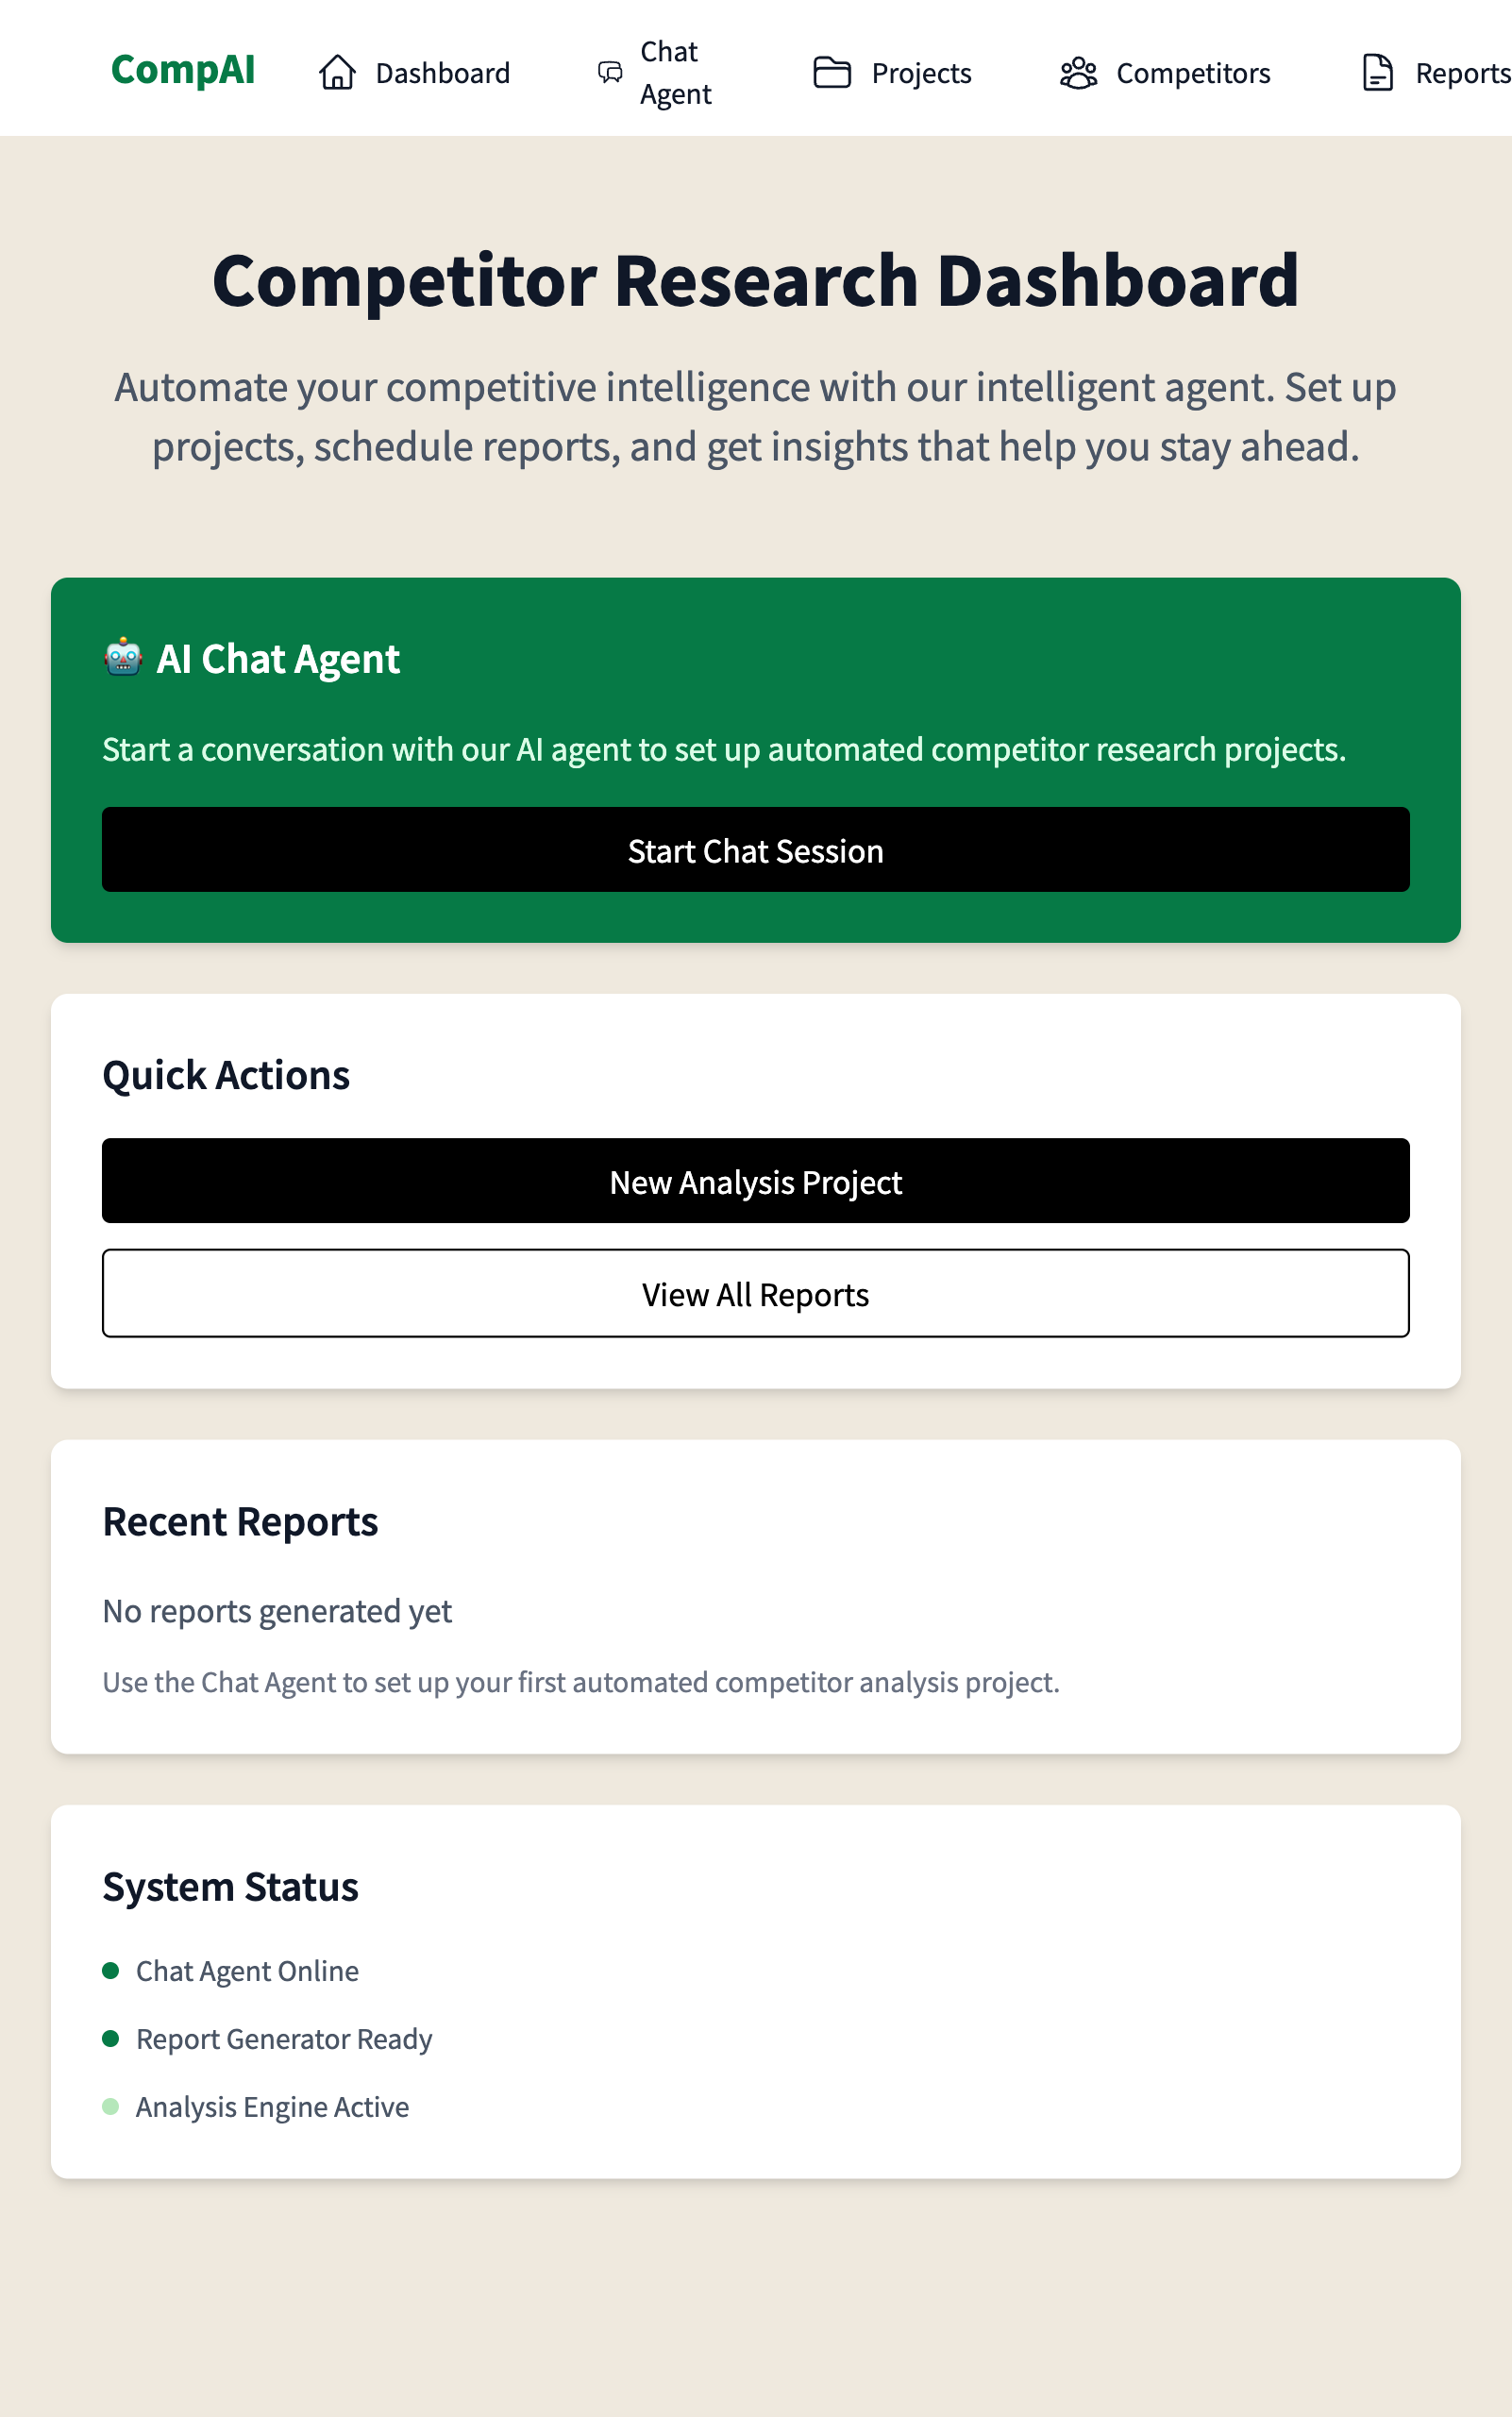 CompAI
Dashboard
Chat
Agent
Projects
Competitors
Reports
Competitor Research Dashboard
Automate your competitive intelligence with our intelligent agent. Set up
projects, schedule reports, and get insights that help you stay ahead.
🤖 AI Chat Agent
Start a conversation with our AI agent to set up automated competitor research projects.
Start Chat Session
Quick Actions
New Analysis Project
View All Reports
Recent Reports
No reports generated yet
Use the Chat Agent to set up your first automated competitor analysis project.
System Status
Chat Agent Online
Report Generator Ready
Analysis Engine Active